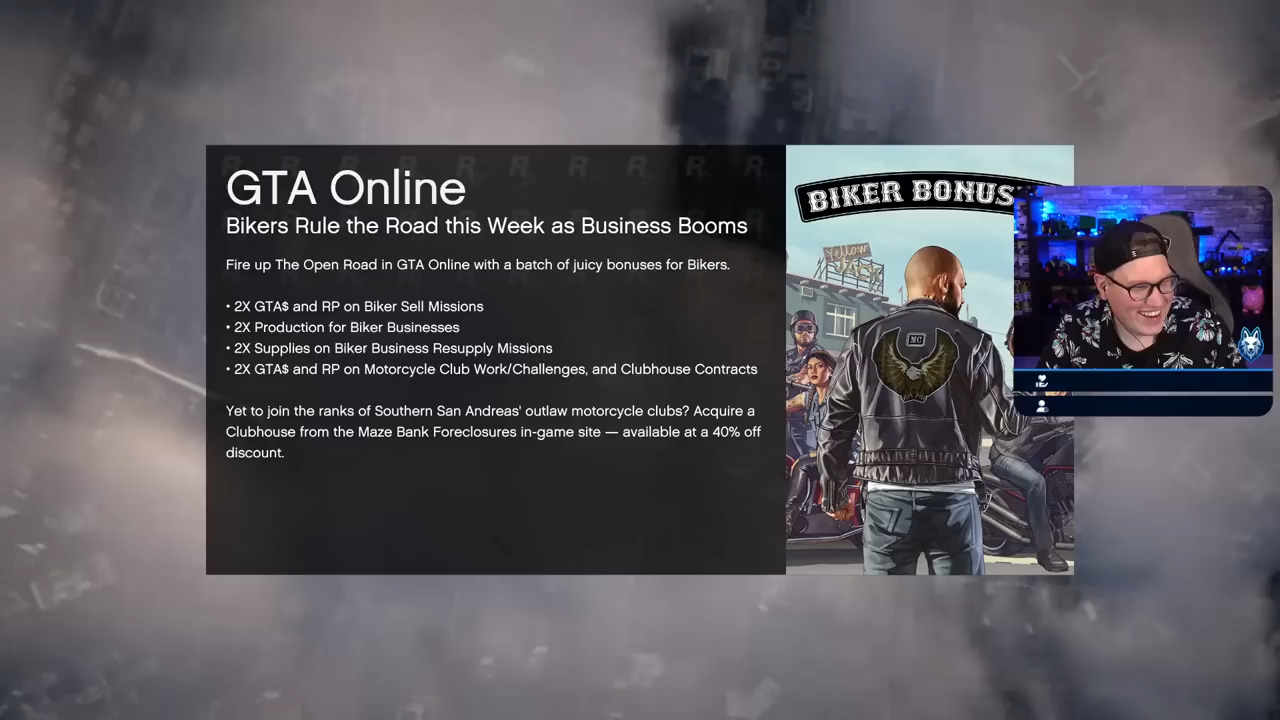 GTA Online
Bikers Rule the Road this Week as Business Booms
Fire up The Open Road in GTA Online with a batch of juicy bonuses for Bikers.
• 2X GTA$ and RP on Biker Sell Missions
• 2X Production for Biker Businesses
• 2X Supplies on Biker Business Resupply Missions
• 2X GTA$ and RP on Motorcycle Club Work/Challenges, and Clubhouse Contracts
Yet to join the ranks of Southern San Andreas' outlaw motorcycle clubs? Acquire a
Clubhouse from the Maze Bank Foreclosures in-game site — available at a 40% off
discount.
BIKER BONUS
Yellow
JACK
MC